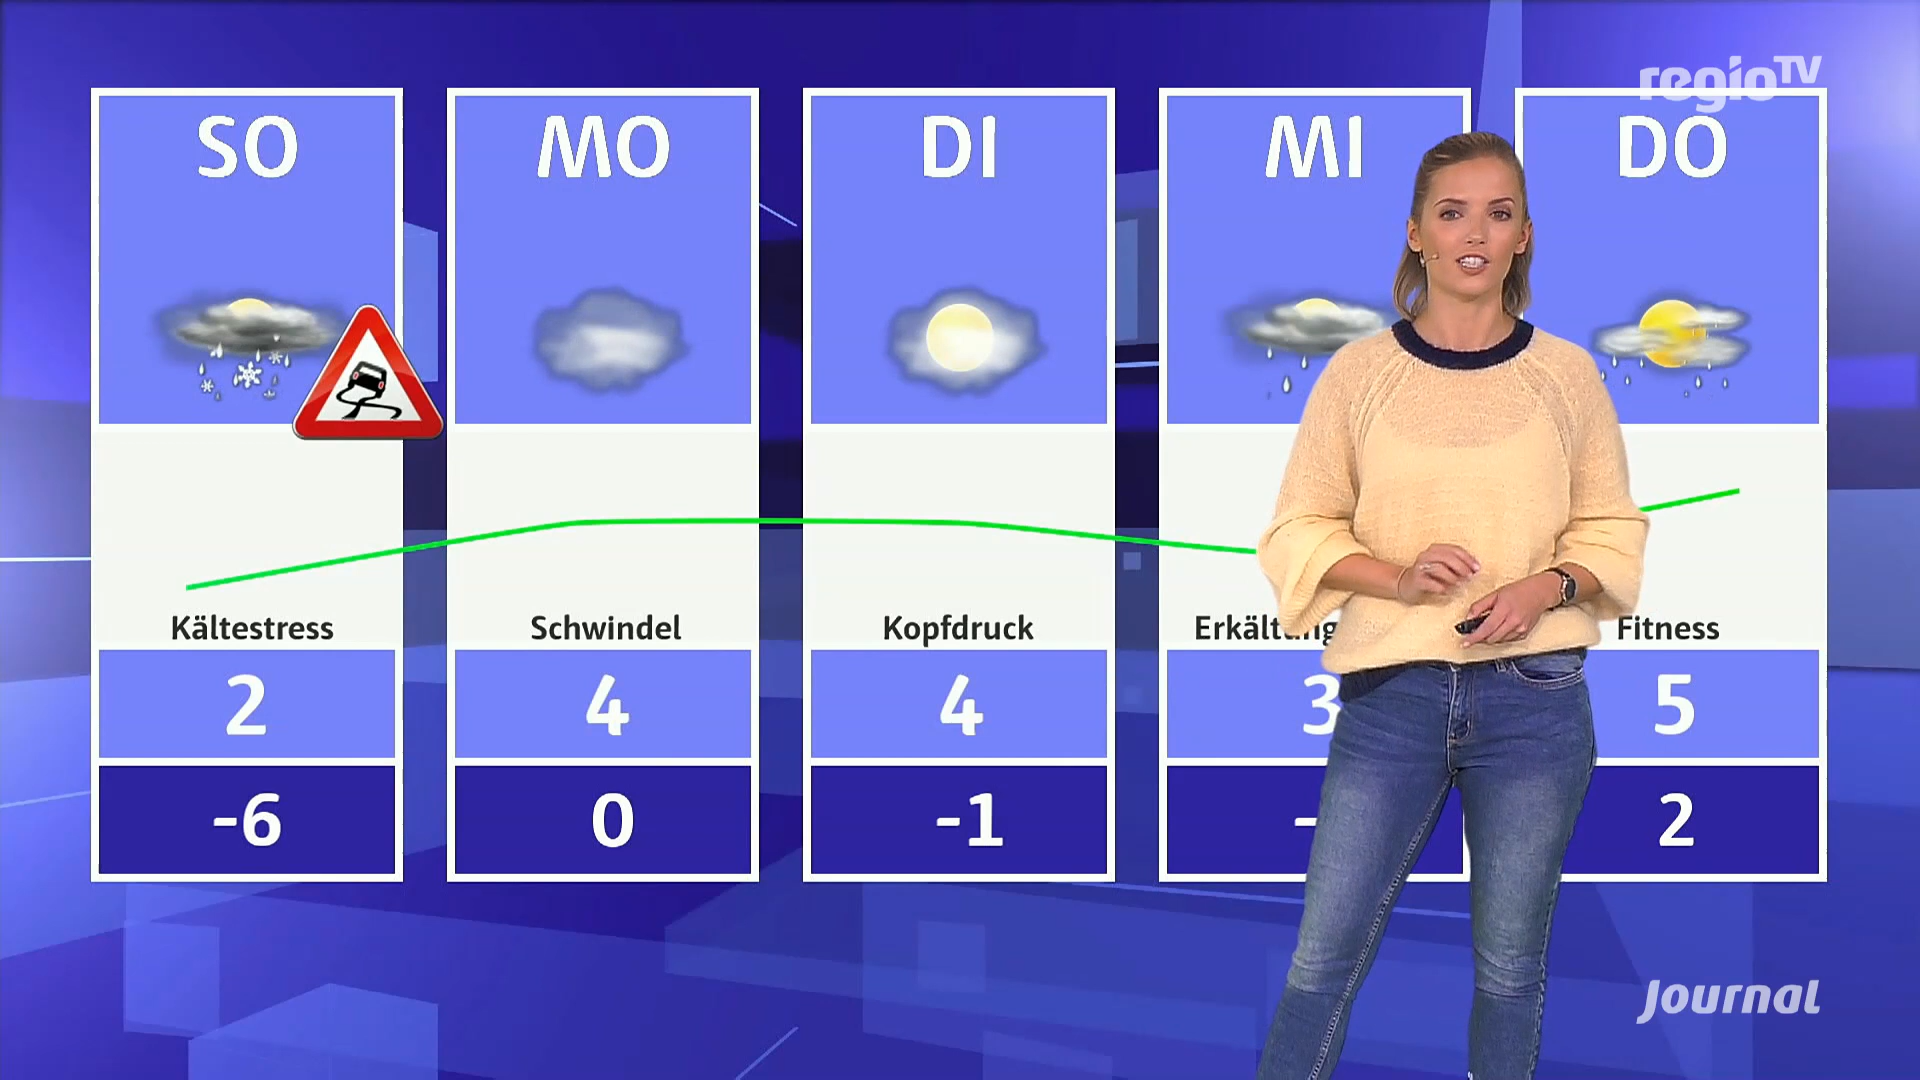 regioTV
SO
MO
DI
MI
DO
Kältestress
Schwindel
Kopfdruck
Fitness
2
4
4
3
5
-6
0
-1
2
Journal